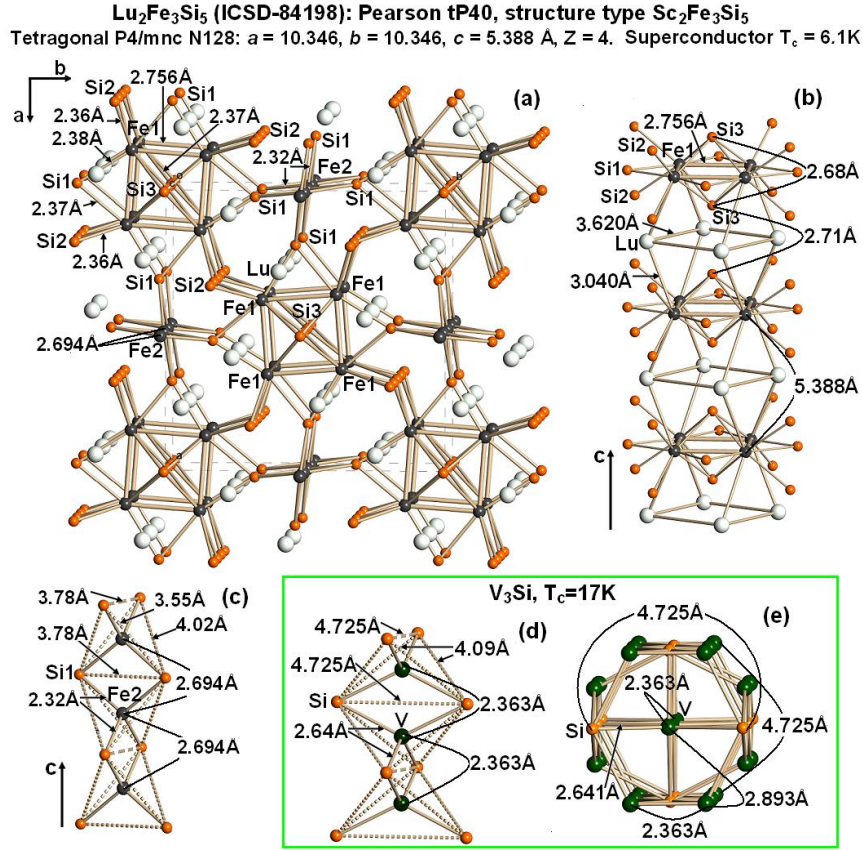 Lu₂Fe₃Si₅ (ICSD-84198): Pearson tP40, structure type Sc₂Fe₃Si₅
Tetragonal P4/mnc N128: a = 10.346, b = 10.346, c = 5.388 Å, Z = 4. Superconductor T_c = 6.1K
b
a
Si2
2.756Å
Si1
(a)
2.36Å
Fe1
2.37Å
2.38Å
Si2
Si1
2.32Å
Fe2
Si1
Si3
Si1
Si1
2.37Å
Si2
2.36Å
Si1
Lu
Si1
Si2
Fe1
Fe1
Si3
2.694Å
Fe2
Fe1
Fe1
a
(b)
Si3
2.756Å
Si2
Fe1
Si1
2.68Å
Si2
Si3
3.620Å
Lu
2.71Å
3.040Å
5.388Å
c
(c)
3.78Å
3.55Å
3.78Å
4.02Å
Si1
Fe2
2.694Å
2.32Å
2.694Å
c
V₃Si, T_c=17K
(d)
4.725Å
4.09Å
4.725Å
Si
V
2.363Å
2.64Å
2.363Å
(e)
4.725Å
2.363Å
V
Si
4.725Å
2.641Å
2.893Å
2.363Å